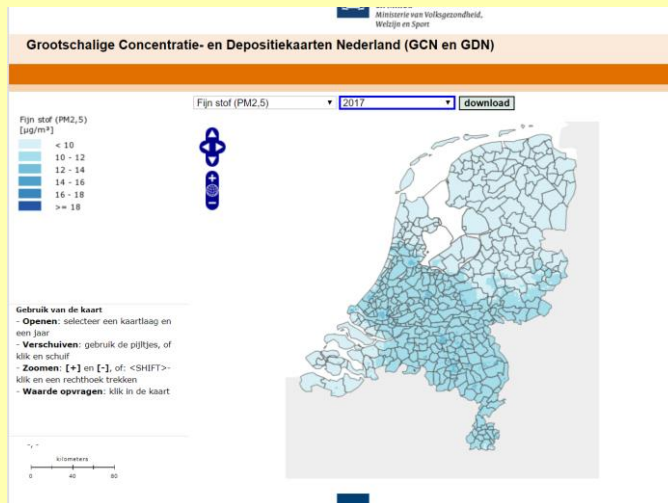 Ministerie van Volksgezondheid,
Welzijn en Sport
Grootschalige Concentratie- en Depositiekaarten Nederland (GCN en GDN)
Fijn stof (PM2,5) 2017 download
Fijn stof (PM2,5)
[µg/m³]
< 10
10 - 12
12 - 14
14 - 16
16 - 18
>= 18
Gebruik van de kaart
- Openen: selecteer een kaartlaag en
een jaar
- Verschuiven: gebruik de pijltjes, of
klik en schuif
- Zoomen: [+] en [-], of: <SHIFT>-
klik en een rechthoek trekken
- Waarde opvragen: klik in de kaart
-, -
kilometers
0 40 80